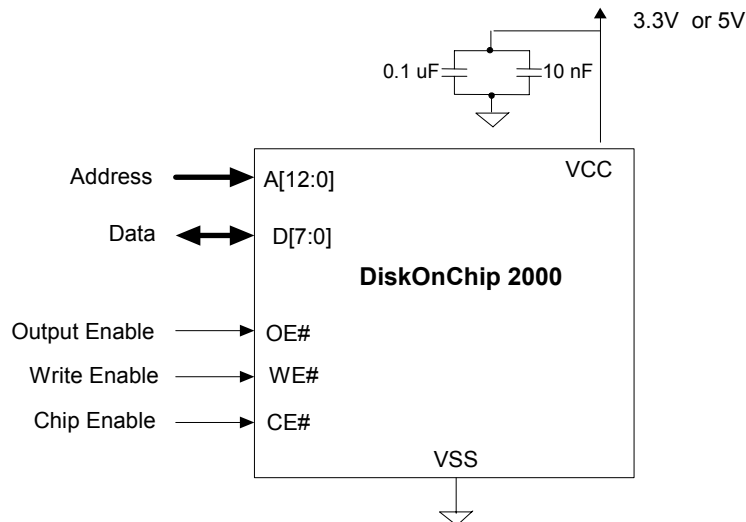 3.3V or 5V
0.1 uF 10 nF
Address A[12:0] VCC
Data D[7:0]
DiskOnChip 2000
Output Enable OE#
Write Enable WE#
Chip Enable CE#
VSS